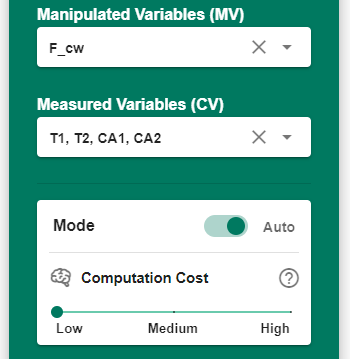 Manipulated Variables (MV)
F_cw
Measured Variables (CV)
T1, T2, CA1, CA2
Mode Auto
Computation Cost ?
Low Medium High